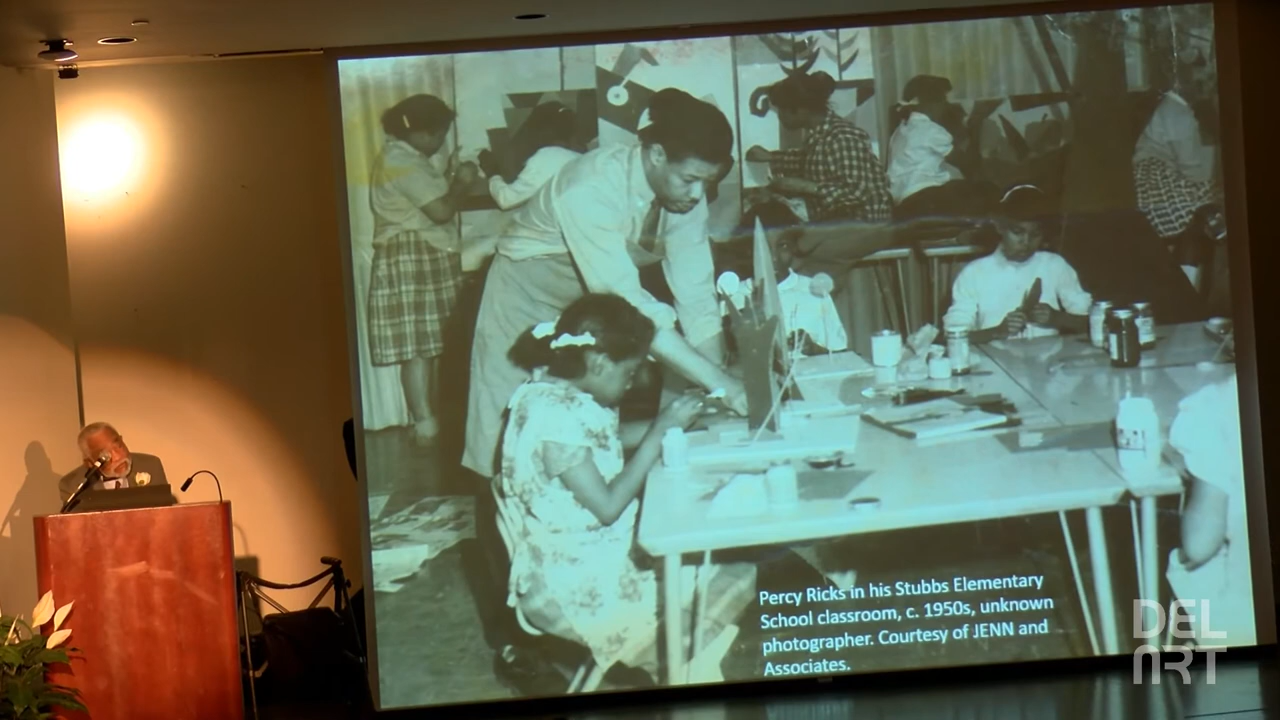 Percy Ricks in his Stubbs Elementary
School classroom, c. 1950s, unknown
photographer. Courtesy of JENN and
Associates.
DEL
ART